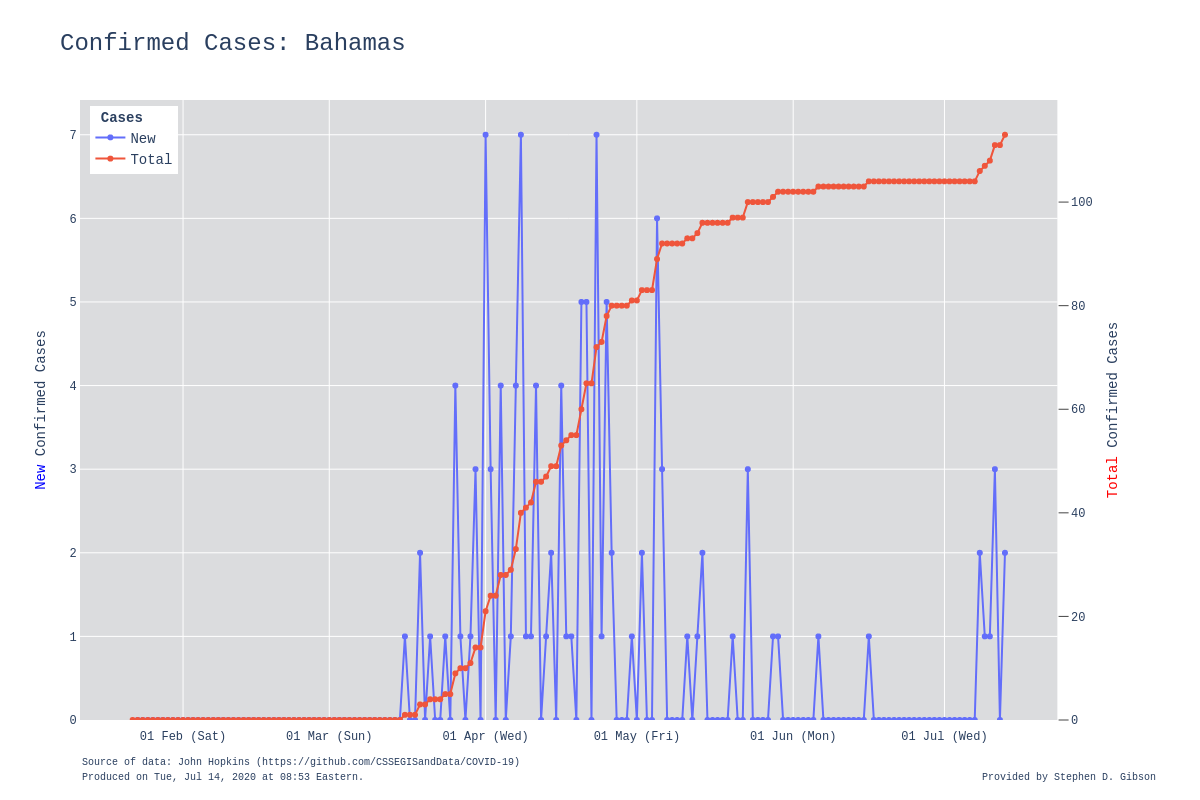 Confirmed Cases: Bahamas
Cases
New
Total
7
6
5
4
3
2
1
0
New Confirmed Cases
100
80
60
40
20
0
Total Confirmed Cases
01 Feb (Sat) 01 Mar (Sun) 01 Apr (Wed) 01 May (Fri) 01 Jun (Mon) 01 Jul (Wed)
Source of data: John Hopkins (https://github.com/CSSEGISandData/COVID-19)
Produced on Tue, Jul 14, 2020 at 08:53 Eastern.
Provided by Stephen D. Gibson